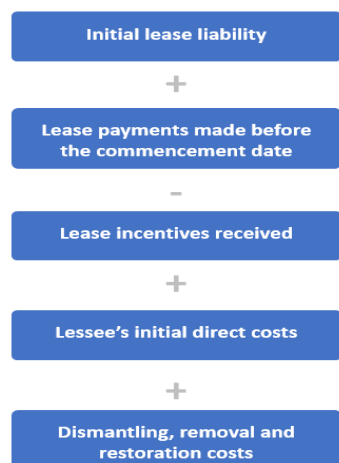 Initial lease liability
+
Lease payments made before
the commencement date
-
Lease incentives received
+
Lessee's initial direct costs
+
Dismantling, removal and
restoration costs